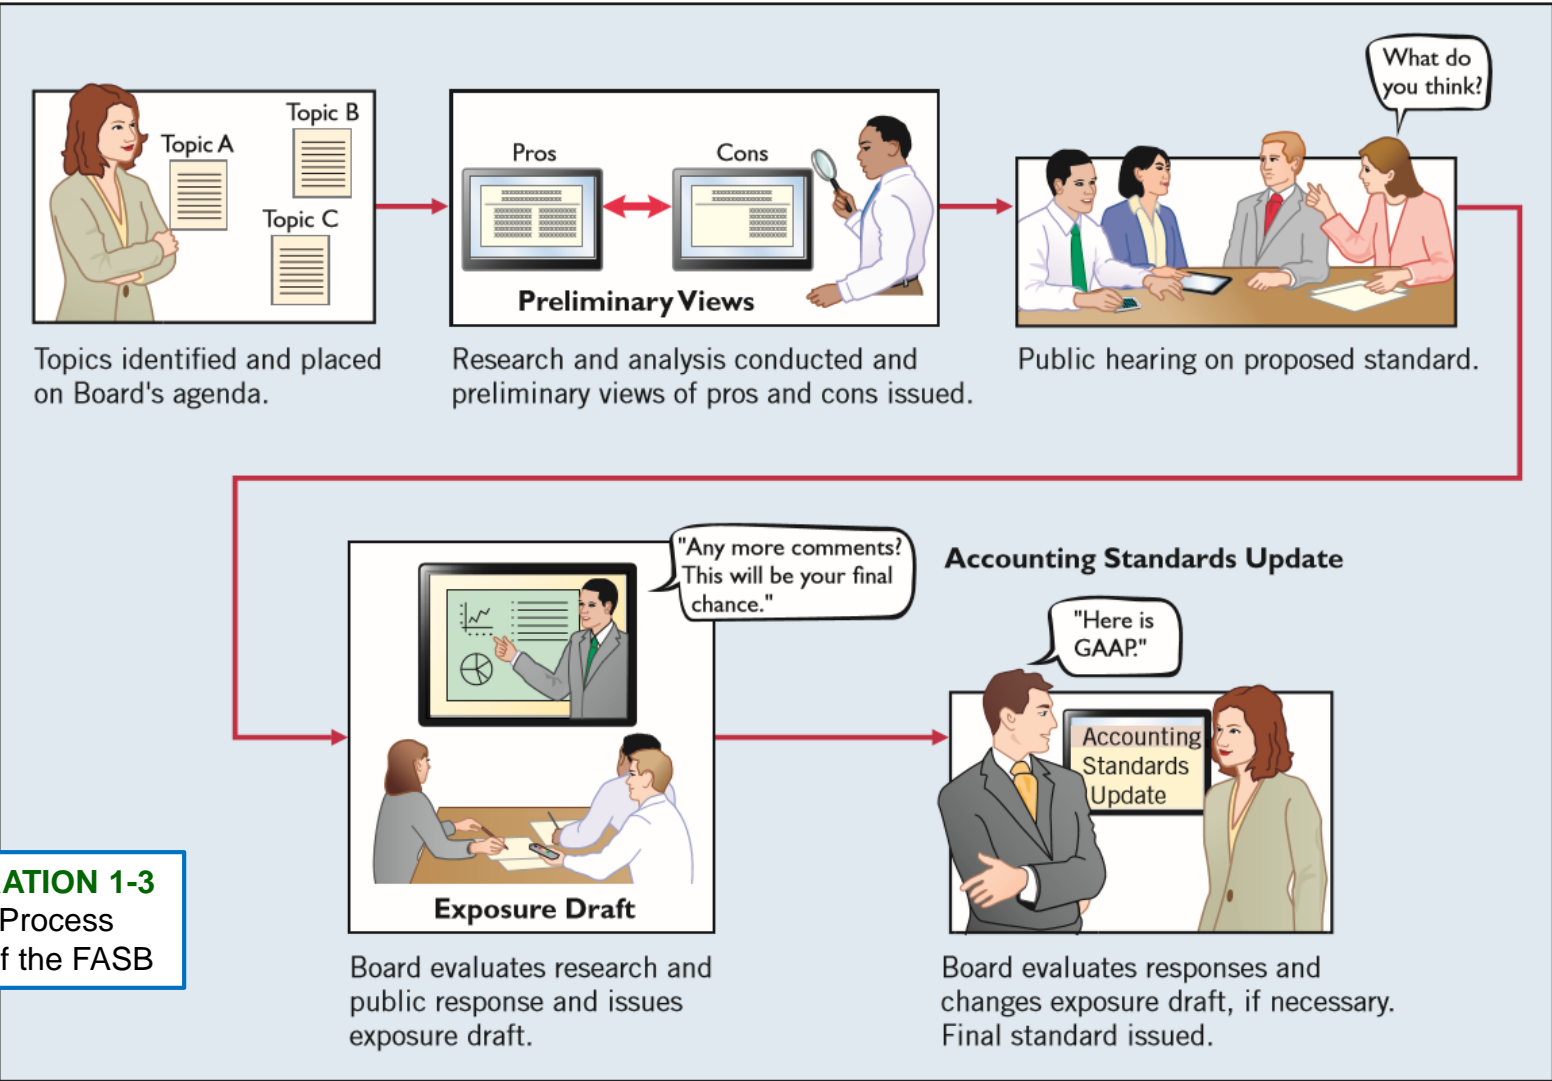 What do
you think?
Topic A
Topic B
Topic C
Pros
Cons
Preliminary Views
Topics identified and placed
on Board's agenda.
Research and analysis conducted and
preliminary views of pros and cons issued.
Public hearing on proposed standard.
"Any more comments?
This will be your final
chance."
Exposure Draft
Board evaluates research and
public response and issues
exposure draft.
Accounting Standards Update
"Here is
GAAP."
Accounting
Standards
Update
Board evaluates responses and
changes exposure draft, if necessary.
Final standard issued.
ATION 1-3
Process
f the FASB